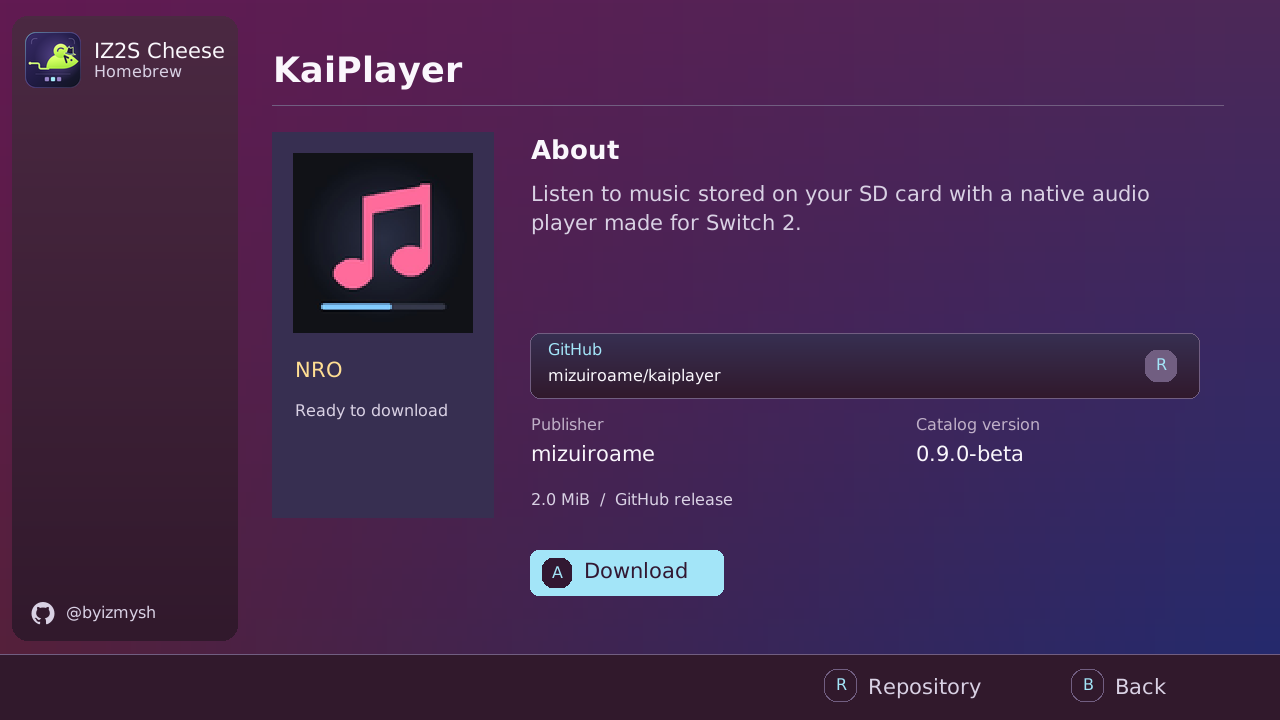 IZ2S Cheese
Homebrew
KaiPlayer
About
Listen to music stored on your SD card with a native audio
player made for Switch 2.
NRO
Ready to download
GitHub
mizuiroame/kaiplayer
R
Publisher
mizuiroame
Catalog version
0.9.0-beta
2.0 MiB / GitHub release
A Download
@byizmysh
R Repository
B Back